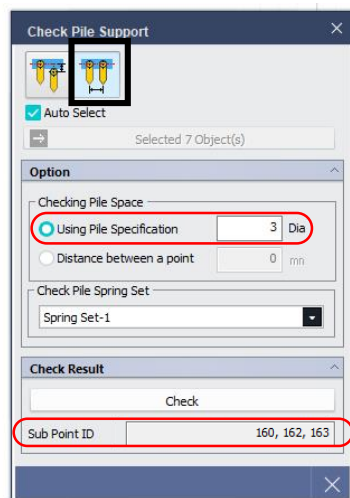 Check Pile Support
Auto Select
Selected 7 Object(s)
Option
Checking Pile Space
Using Pile Specification 3 Dia
Distance between a point 0 mn
Check Pile Spring Set
Spring Set-1
Check Result
Check
Sub Point ID 160, 162, 163